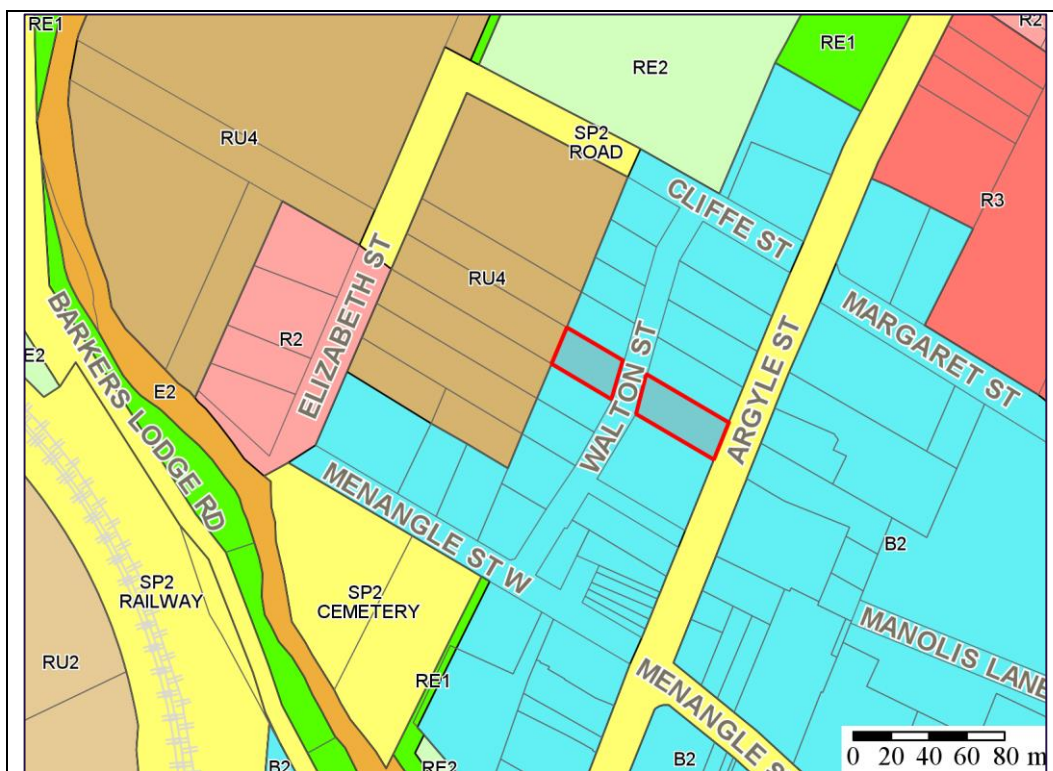 RE1
R2
RE1
RE2
SP2
ROAD
RU4
CLIFFE ST
R3
ELIZABETH ST
RU4
MARGARET ST
R2
BARKERS LODGE RD
E2
E2
WALTON ST
ARGYLE ST
MENANGLE ST W
B2
SP2
RAILWAY
SP2
CEMETERY
MANOLIS LANE
RU2
RE1
MENANGLE S
B2
RE2
B2
0 20 40 60 80 m